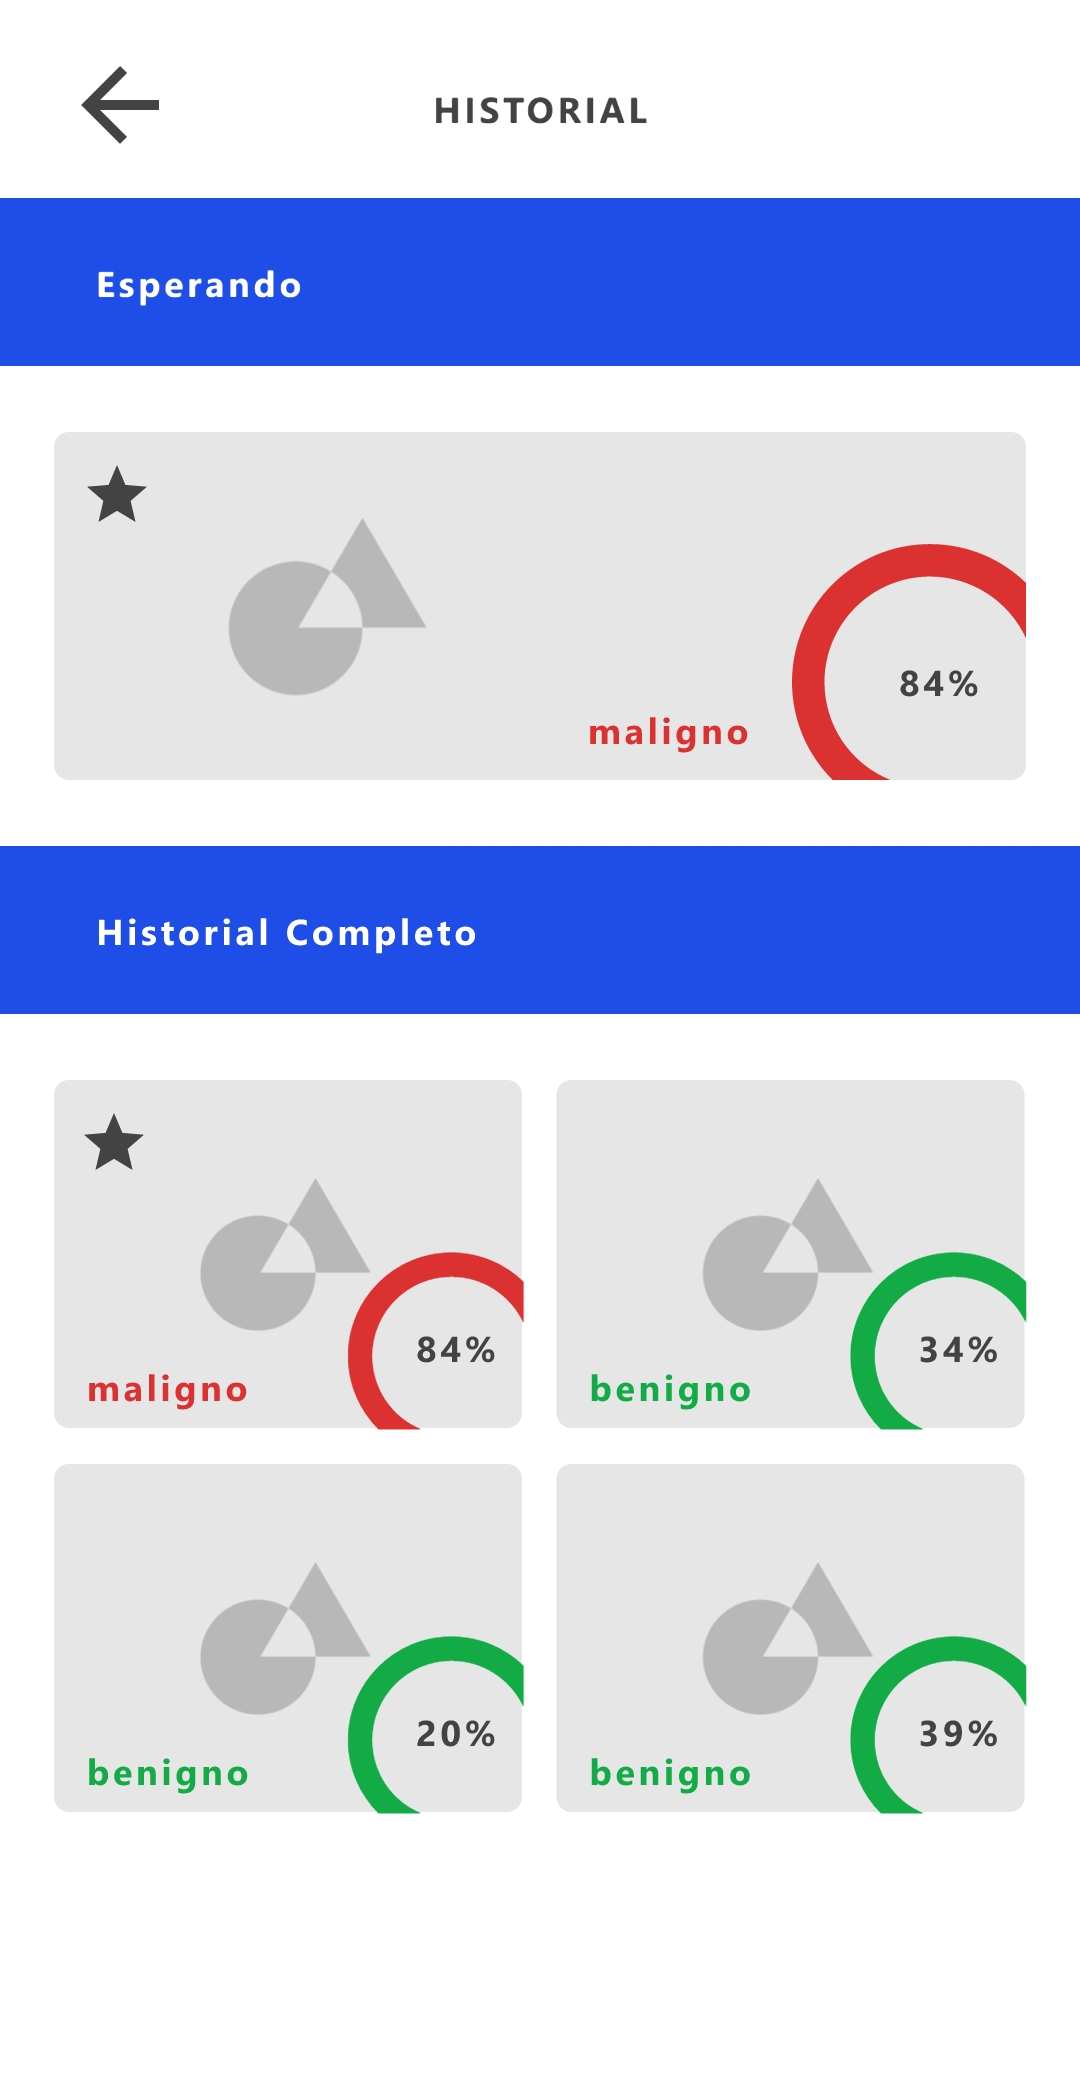 HISTORIAL
Esperando
84%
maligno
Historial Completo
84%
maligno
34%
benigno
20%
benigno
39%
benigno